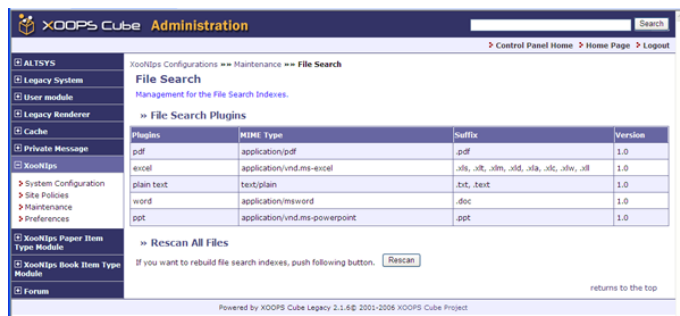 XOOPS Cube Administration
Search
Control Panel Home Home Page Logout
ALTSYS
Legacy System
User module
Legacy Renderer
Cache
Private Message
XooNIps
System Configuration
Site Policies
Maintenance
Preferences
XooNIps Paper Item
Type Module
XooNIps Book Item Type
Module
Forum
XooNIps Configurations »» Maintenance »» File Search
File Search
Management for the File Search Indexes.
» File Search Plugins
Plugins MIME Type Suffix Version
pdf application/pdf .pdf 1.0
excel application/vnd.ms-excel .xls, .xlt, .xlm, .xld, .xla, .xlc, .xlw, .xll 1.0
plain text text/plain .txt, .text 1.0
word application/msword .doc 1.0
ppt application/vnd.ms-powerpoint .ppt 1.0
» Rescan All Files
If you want to rebuild file search indexes, push following button. Rescan
returns to the top
Powered by XOOPS Cube Legacy 2.1.6© 2001-2006 XOOPS Cube Project